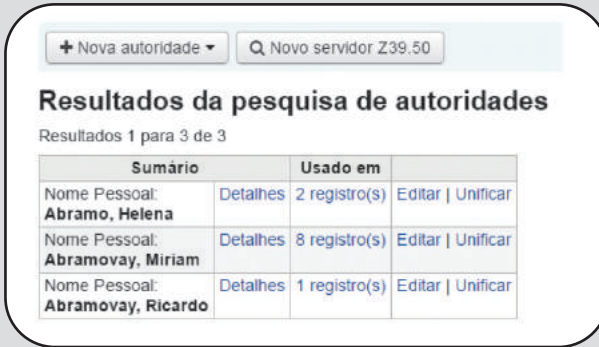 + Nova autoridade ▾ Novo servidor Z39.50
Resultados da pesquisa de autoridades
Resultados 1 para 3 de 3
Sumário Usado em
Nome Pessoal: Detalhes 2 registro(s) Editar | Unificar
Abramo, Helena
Nome Pessoal: Detalhes 8 registro(s) Editar | Unificar
Abramovay, Miriam
Nome Pessoal: Detalhes 1 registro(s) Editar | Unificar
Abramovay, Ricardo